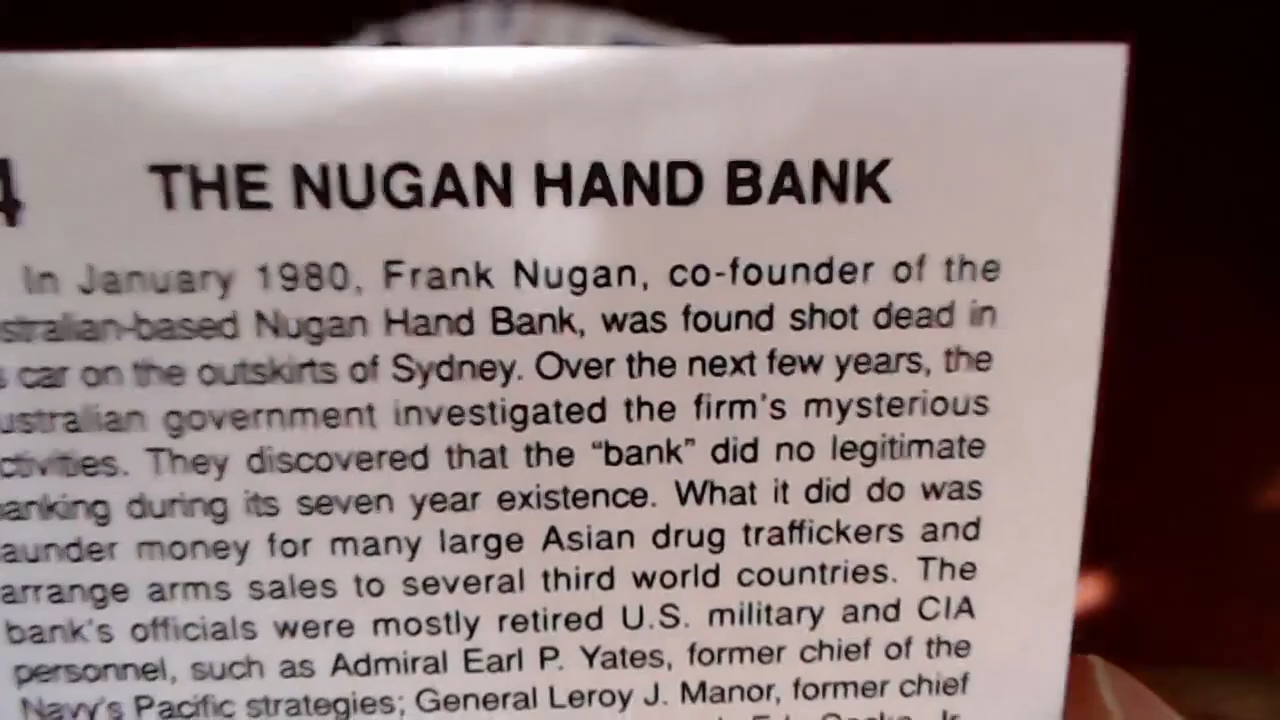 4 THE NUGAN HAND BANK
In January 1980, Frank Nugan, co-founder of the
stralian-based Nugan Hand Bank, was found shot dead in
s car on the outskirts of Sydney. Over the next few years, the
ustralian government investigated the firm's mysterious
ctivities. They discovered that the "bank" did no legitimate
anking during its seven year existence. What it did do was
aunder money for many large Asian drug traffickers and
arrange arms sales to several third world countries. The
bank's officials were mostly retired U.S. military and CIA
personnel, such as Admiral Earl P. Yates, former chief of the
Navy's Pacific strategies; General Leroy J. Manor, former chief